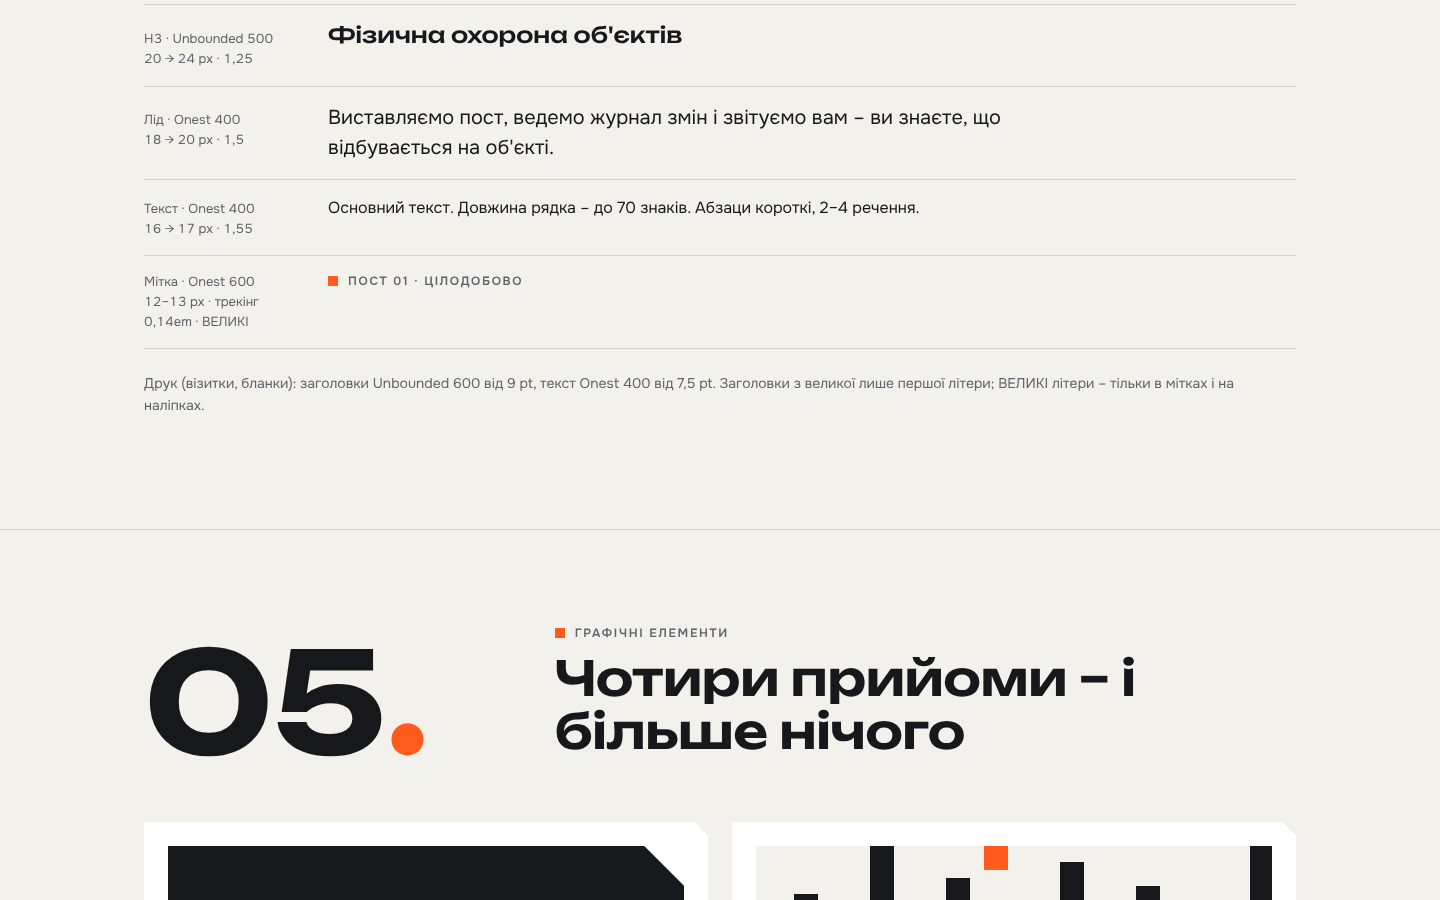 H3 · Unbounded 500
20 → 24 px · 1,25
Фізична охорона об'єктів
Лід · Onest 400
18 → 20 px · 1,5
Виставляємо пост, ведемо журнал змін і звітуємо вам – ви знаєте, що
відбувається на об'єкті.
Текст · Onest 400
16 → 17 px · 1,55
Основний текст. Довжина рядка – до 70 знаків. Абзаци короткі, 2–4 речення.
Мітка · Onest 600
12–13 px · трекінг
0,14em · ВЕЛИКІ
ПОСТ 01 · ЦІЛОДОБОВО
Друк (візитки, бланки): заголовки Unbounded 600 від 9 pt, текст Onest 400 від 7,5 pt. Заголовки з великої лише першої літери; ВЕЛИКІ літери – тільки в мітках і на
наліпках.
05.
ГРАФІЧНІ ЕЛЕМЕНТИ
Чотири прийоми – і
більше нічого